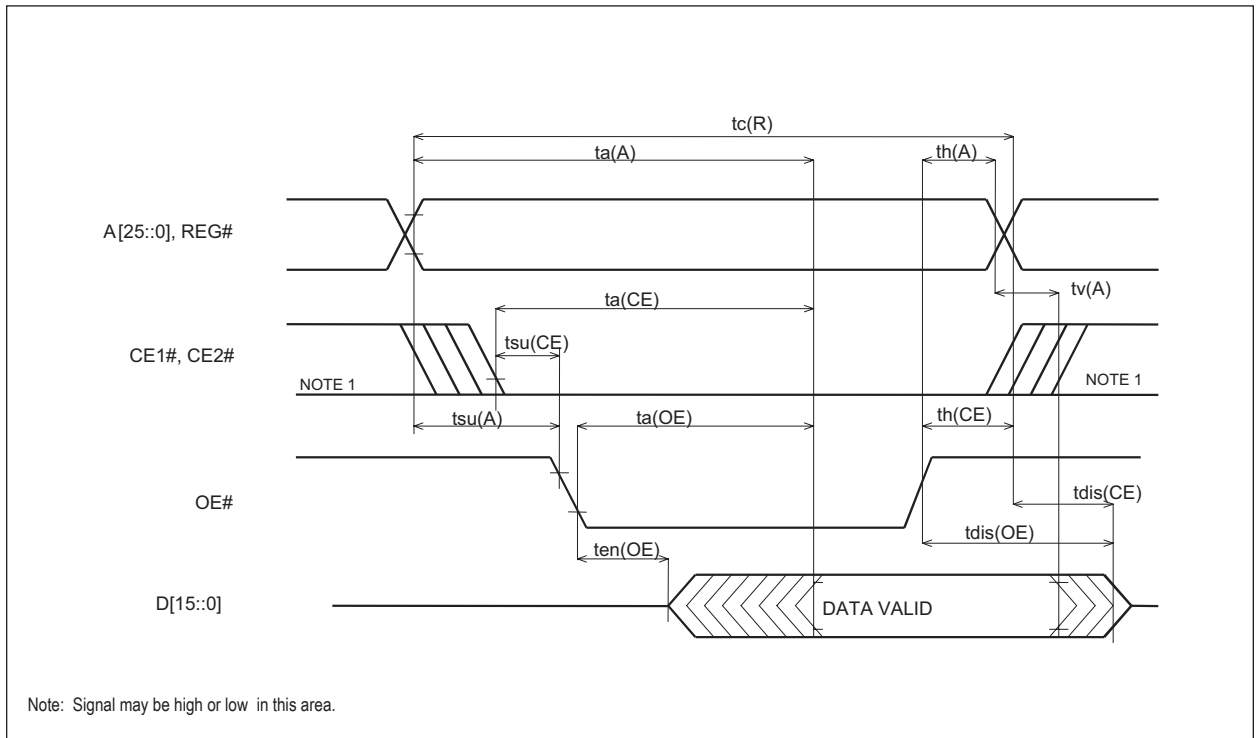 tc(R)
ta(A)
th(A)
A[25::0], REG#
tv(A)
ta(CE)
tsu(CE)
CE1#, CE2#
NOTE 1
NOTE 1
tsu(A)
ta(OE)
th(CE)
OE#
tdis(CE)
tdis(OE)
ten(OE)
D[15::0]
DATA VALID
Note: Signal may be high or low in this area.